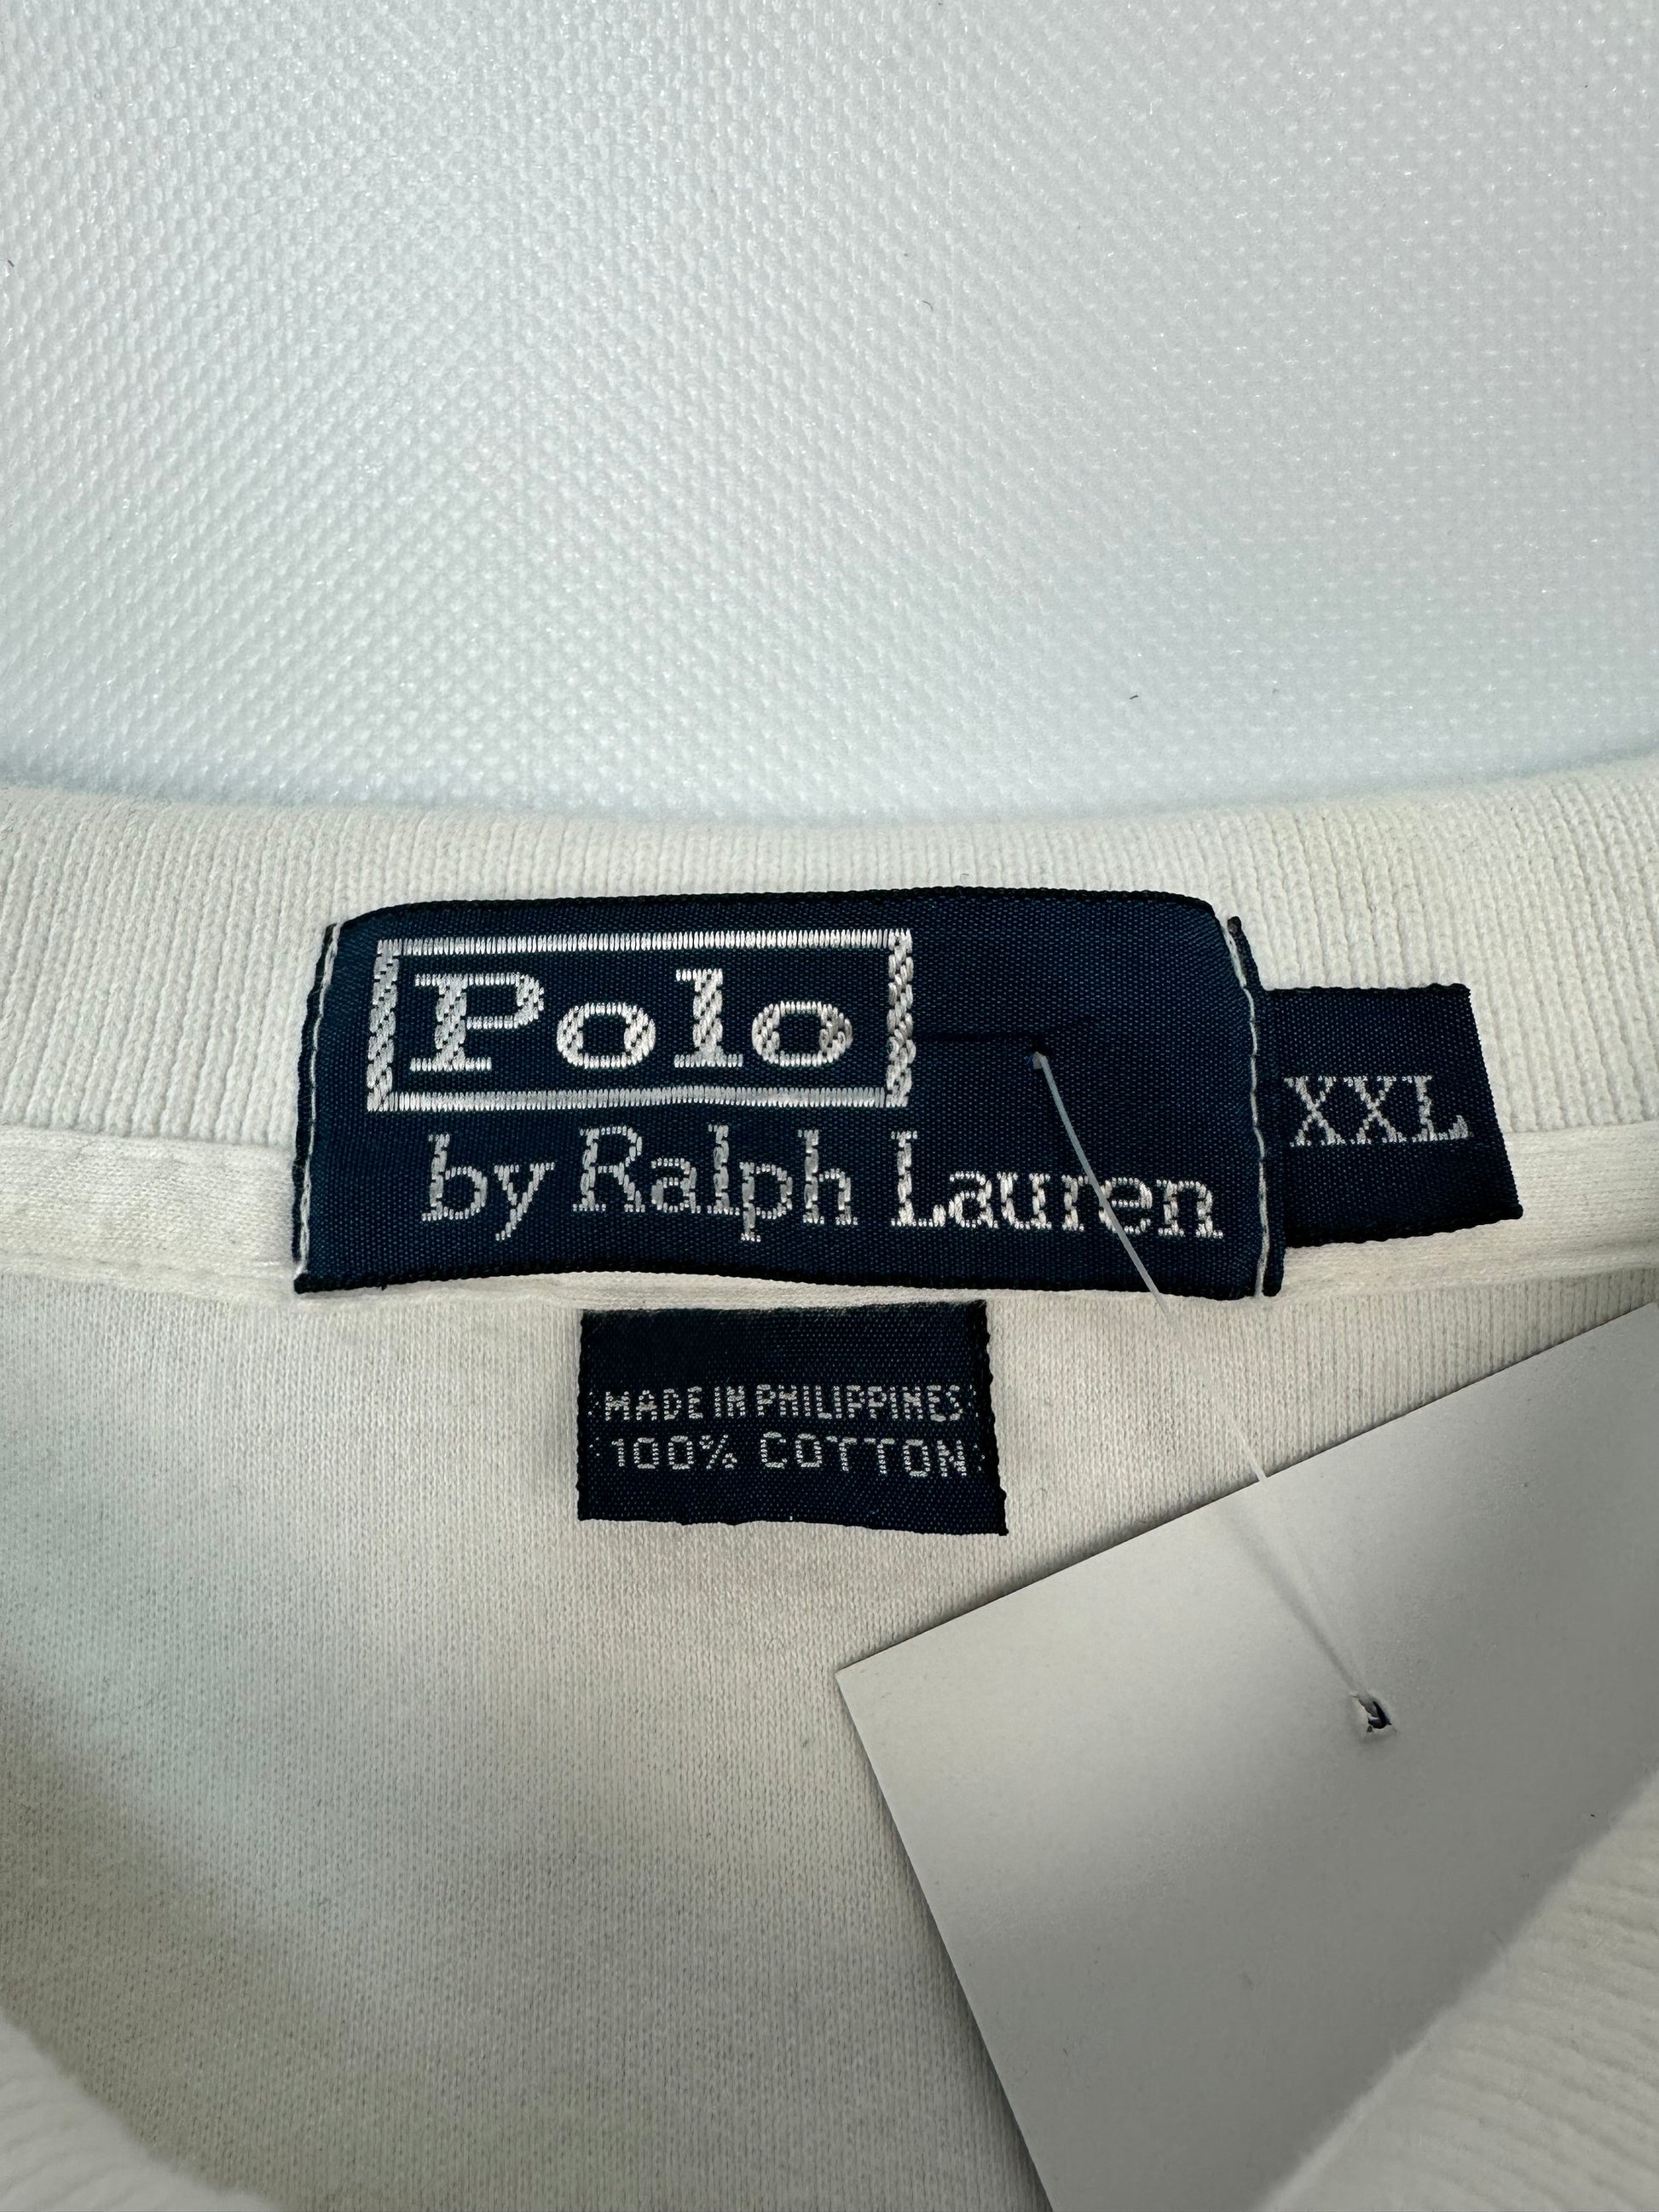 Polo
by Ralph Lauren
XXL
MADE IN PHILIPPINES
100% COTTON